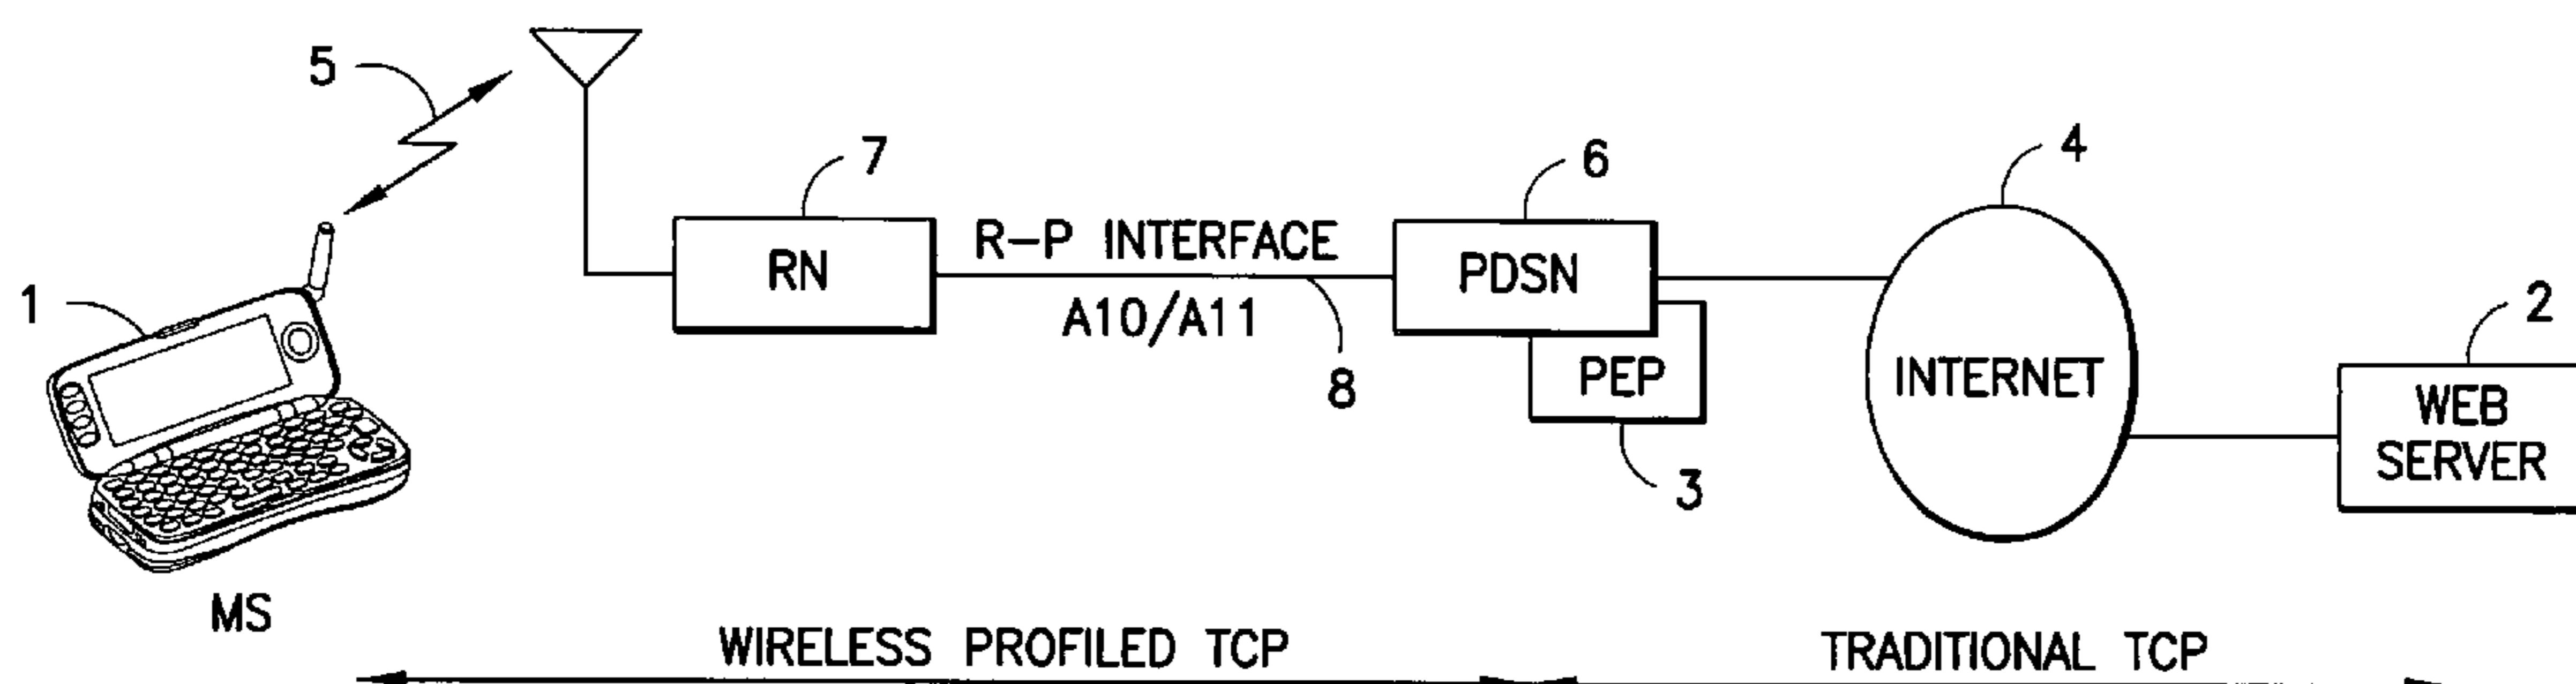 5
7
6
4
1
RN
R-P INTERFACE
A10/A11
8
PDSN
PEP
3
INTERNET
2
WEB
SERVER
MS
WIRELESS PROFILED TCP
TRADITIONAL TCP